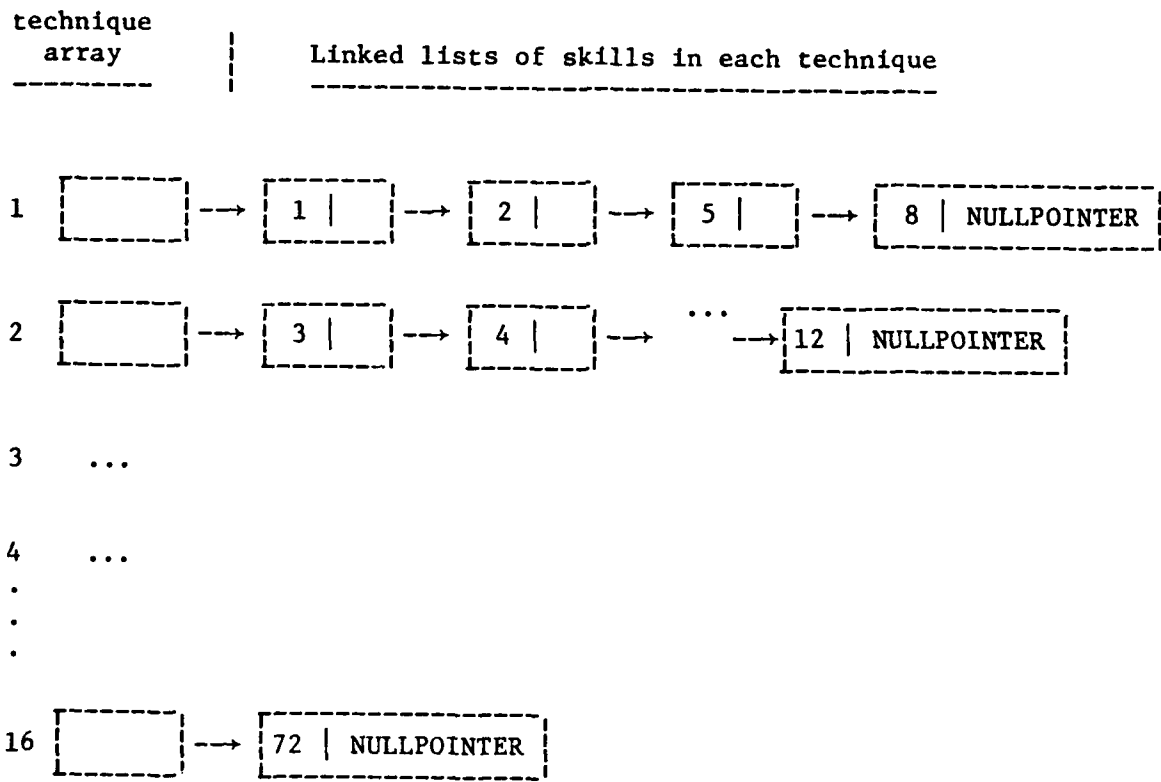 technique
array
Linked lists of skills in each technique
1 1 | 2 | 5 | 8 | NULLPOINTER
2 3 | 4 | ... 12 | NULLPOINTER
3 ...
4 ...
.
.
.
16 72 | NULLPOINTER